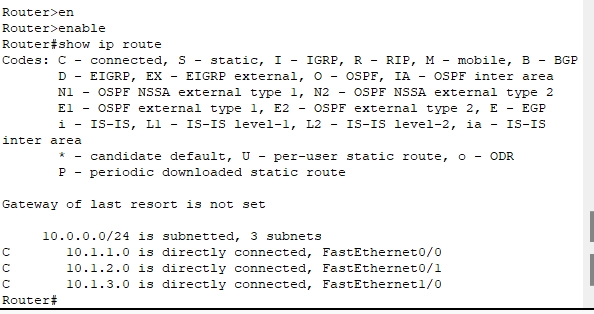 Router>en
Router>enable
Router#show ip route
Codes: C - connected, S - static, I - IGRP, R - RIP, M - mobile, B - BGP
       D - EIGRP, EX - EIGRP external, O - OSPF, IA - OSPF inter area
       N1 - OSPF NSSA external type 1, N2 - OSPF NSSA external type 2
       E1 - OSPF external type 1, E2 - OSPF external type 2, E - EGP
       i - IS-IS, L1 - IS-IS level-1, L2 - IS-IS level-2, ia - IS-IS
inter area
       * - candidate default, U - per-user static route, o - ODR
       P - periodic downloaded static route
Gateway of last resort is not set
     10.0.0.0/24 is subnetted, 3 subnets
C       10.1.1.0 is directly connected, FastEthernet0/0
C       10.1.2.0 is directly connected, FastEthernet0/1
C       10.1.3.0 is directly connected, FastEthernet1/0
Router#